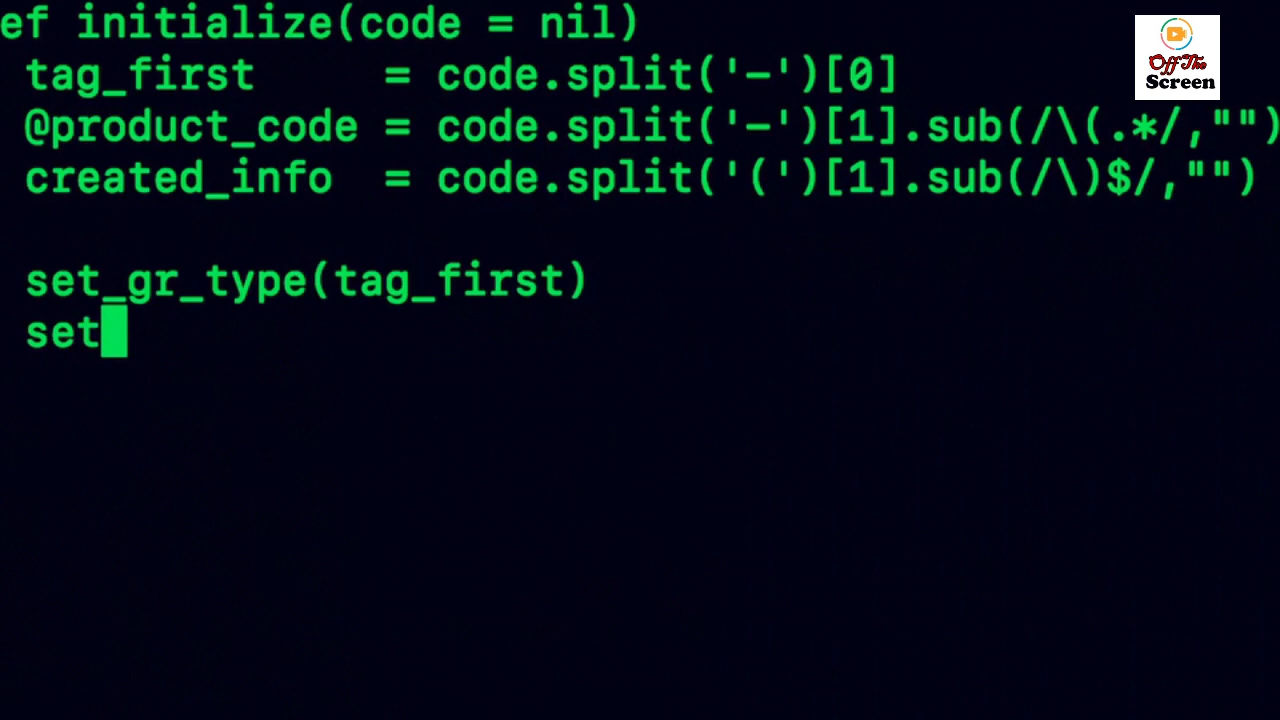 ef initialize(code = nil)
tag_first = code.split('-')[0]
@product_code = code.split('-')[1].sub(/\(.*/,"")
created_info = code.split('(')[1].sub(/\)$/,"")
set_gr_type(tag_first)
set
Off The
Screen